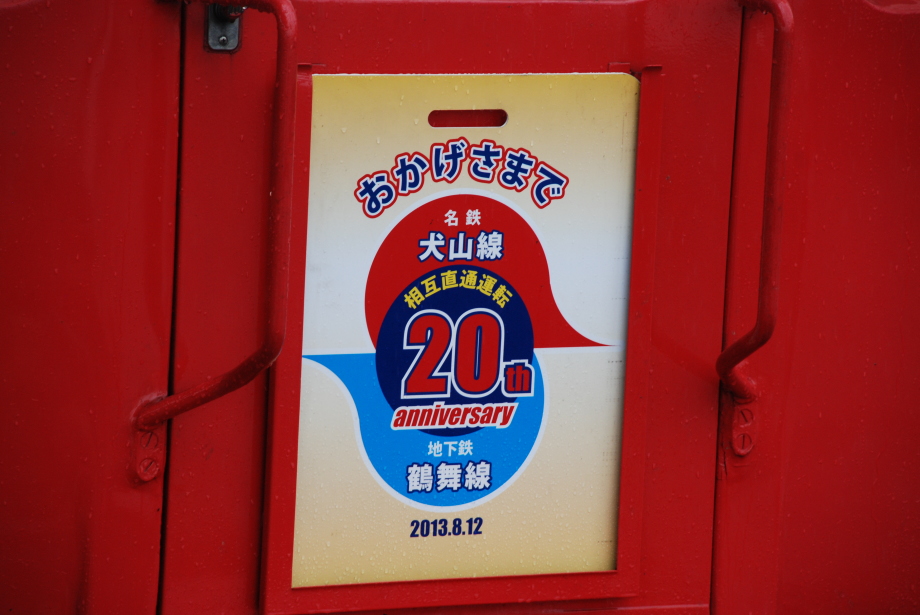 おかげさまで
名鉄
犬山線
相互直通運転
20th
anniversary
地下鉄
鶴舞線
2013.8.12